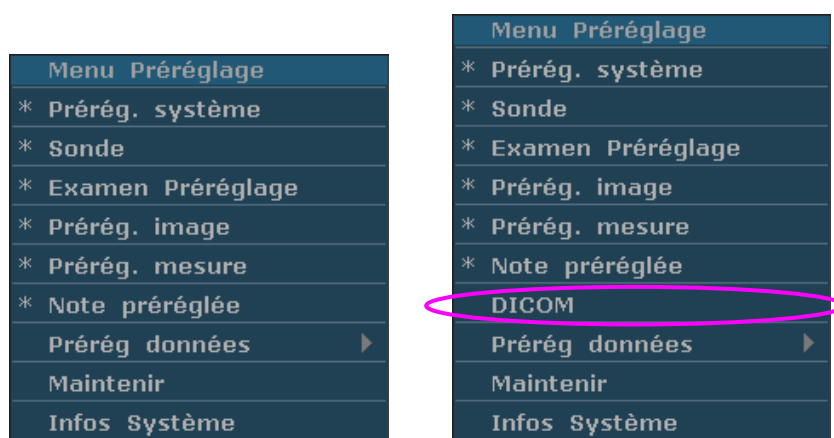 Menu Préréglage
* Prérég. système
* Sonde
* Examen Préréglage
* Prérég. image
* Prérég. mesure
* Note préréglée
Prérég données
Maintenir
Infos Système
Menu Préréglage
* Prérég. système
* Sonde
* Examen Préréglage
* Prérég. image
* Prérég. mesure
* Note préréglée
DICOM
Prérég données
Maintenir
Infos Système